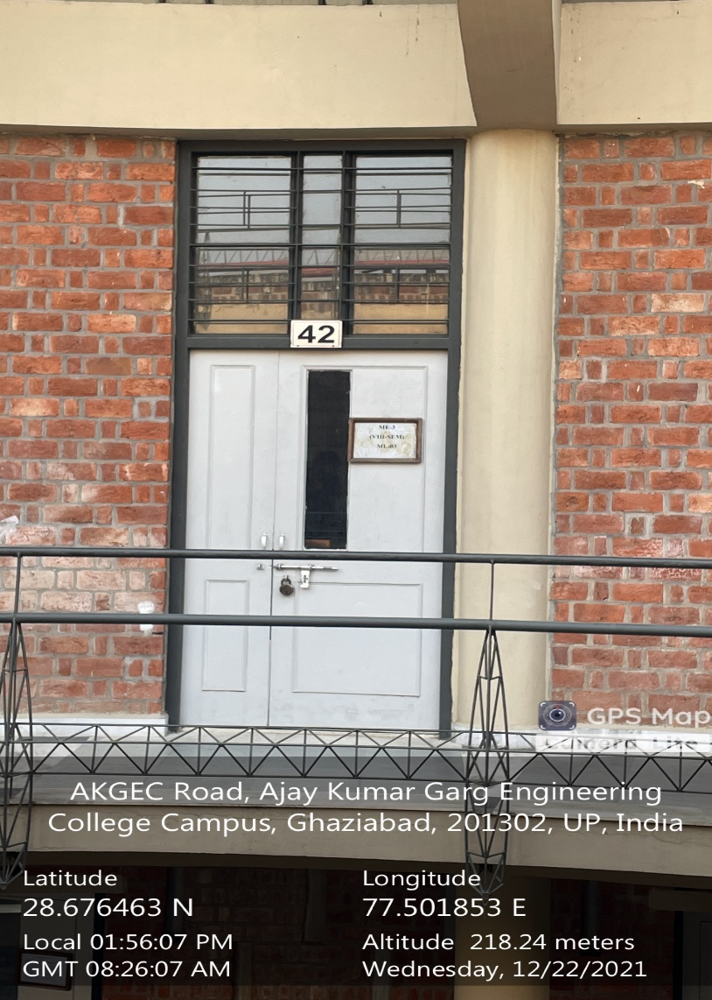 42
ME-3
(VIII-SEM)
ML-03
GPS Map
Camera Lite
AKGEC Road, Ajay Kumar Garg Engineering
College Campus, Ghaziabad, 201302, UP, India
Latitude
28.676463 N
Longitude
77.501853 E
Local 01:56:07 PM
GMT 08:26:07 AM
Altitude 218.24 meters
Wednesday, 12/22/2021